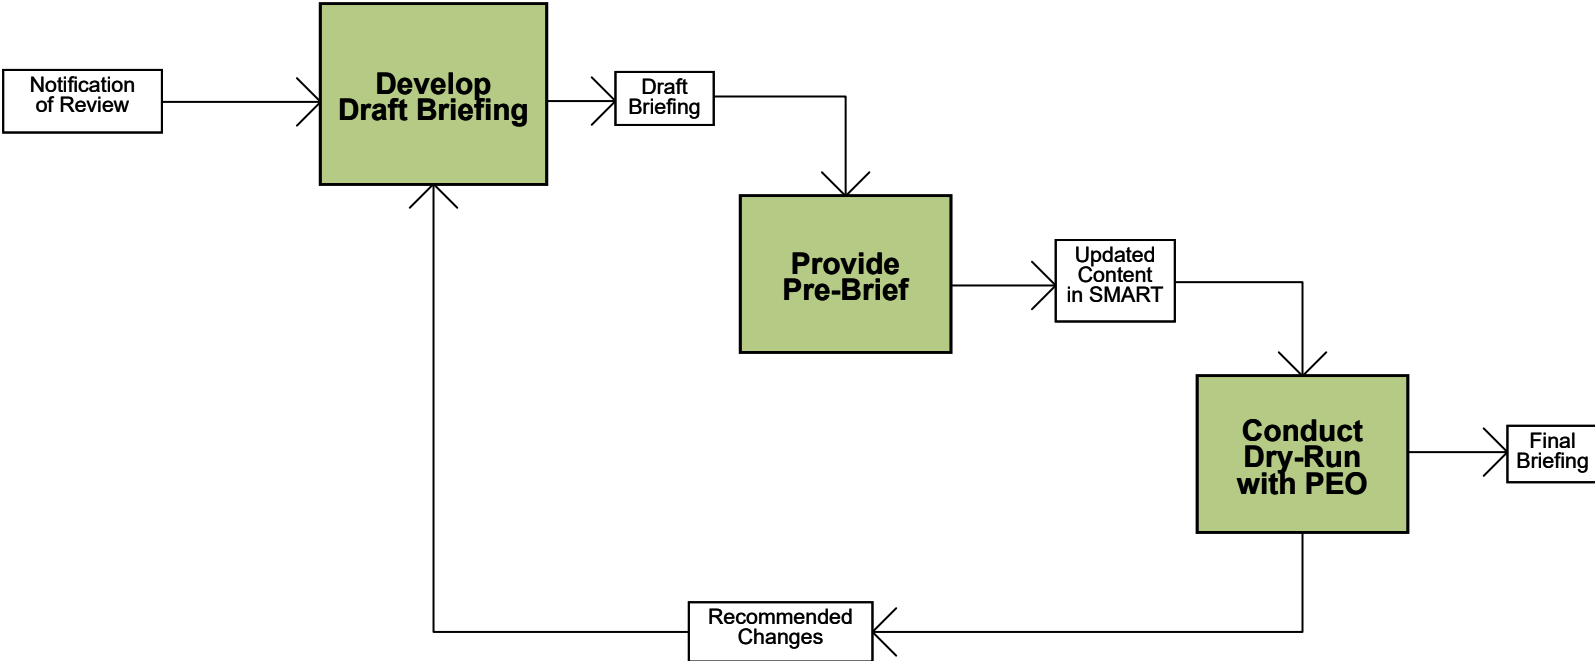 Notification
of Review
Develop
Draft Briefing
Draft
Briefing
Provide
Pre-Brief
Updated
Content
in SMART
Conduct
Dry-Run
with PEO
Final
Briefing
Recommended
Changes